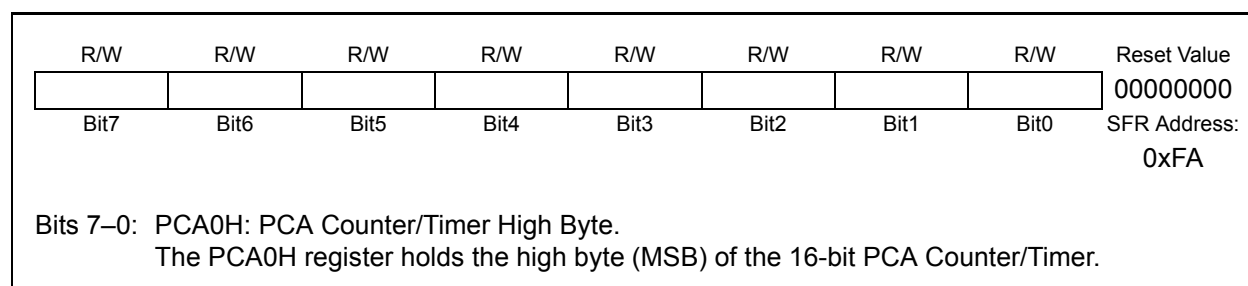 R/W R/W R/W R/W R/W R/W R/W R/W Reset Value
00000000
Bit7 Bit6 Bit5 Bit4 Bit3 Bit2 Bit1 Bit0 SFR Address:
0xFA
Bits 7–0: PCA0H: PCA Counter/Timer High Byte.
The PCA0H register holds the high byte (MSB) of the 16-bit PCA Counter/Timer.